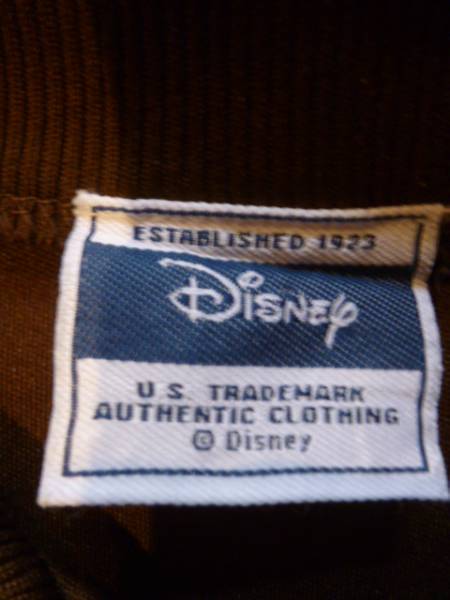 ESTABLISHED 1923
Disney
U.S. TRADEMARK
AUTHENTIC CLOTHING
© Disney